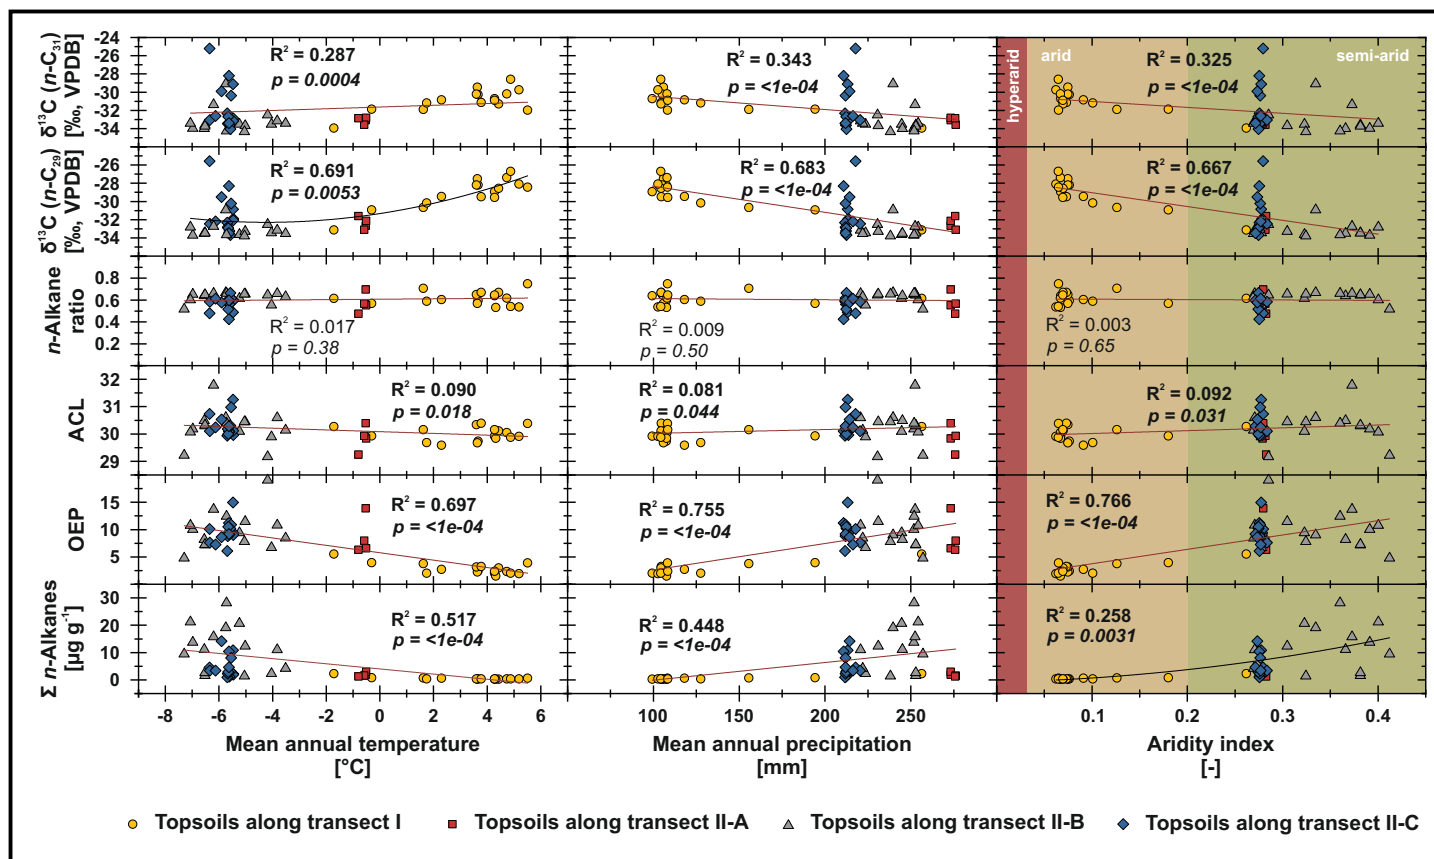 δ¹³C (n-C₃₁)
[‰, VPDB]
-24
-26
-28
-30
-32
-34
R² = 0.287
p = 0.0004
R² = 0.343
p = <1e-04
hyperarid
arid
semi-arid
R² = 0.325
p = <1e-04
δ¹³C (n-C₂₉)
[‰, VPDB]
-26
-28
-30
-32
-34
R² = 0.691
p = 0.0053
R² = 0.683
p = <1e-04
R² = 0.667
p = <1e-04
n-Alkane
ratio
0.8
0.6
0.4
0.2
R² = 0.017
p = 0.38
R² = 0.009
p = 0.50
R² = 0.003
p = 0.65
ACL
32
31
30
29
R² = 0.090
p = 0.018
R² = 0.081
p = 0.044
R² = 0.092
p = 0.031
OEP
15
10
5
R² = 0.697
p = <1e-04
R² = 0.755
p = <1e-04
R² = 0.766
p = <1e-04
Σ n-Alkanes
[µg g⁻¹]
30
20
10
0
R² = 0.517
p = <1e-04
R² = 0.448
p = <1e-04
R² = 0.258
p = 0.0031
-8 -6 -4 -2 0 2 4 6
100 150 200 250
0.1 0.2 0.3 0.4
Mean annual temperature
[°C]
Mean annual precipitation
[mm]
Aridity index
[-]
Topsoils along transect I
Topsoils along transect II-A
Topsoils along transect II-B
Topsoils along transect II-C